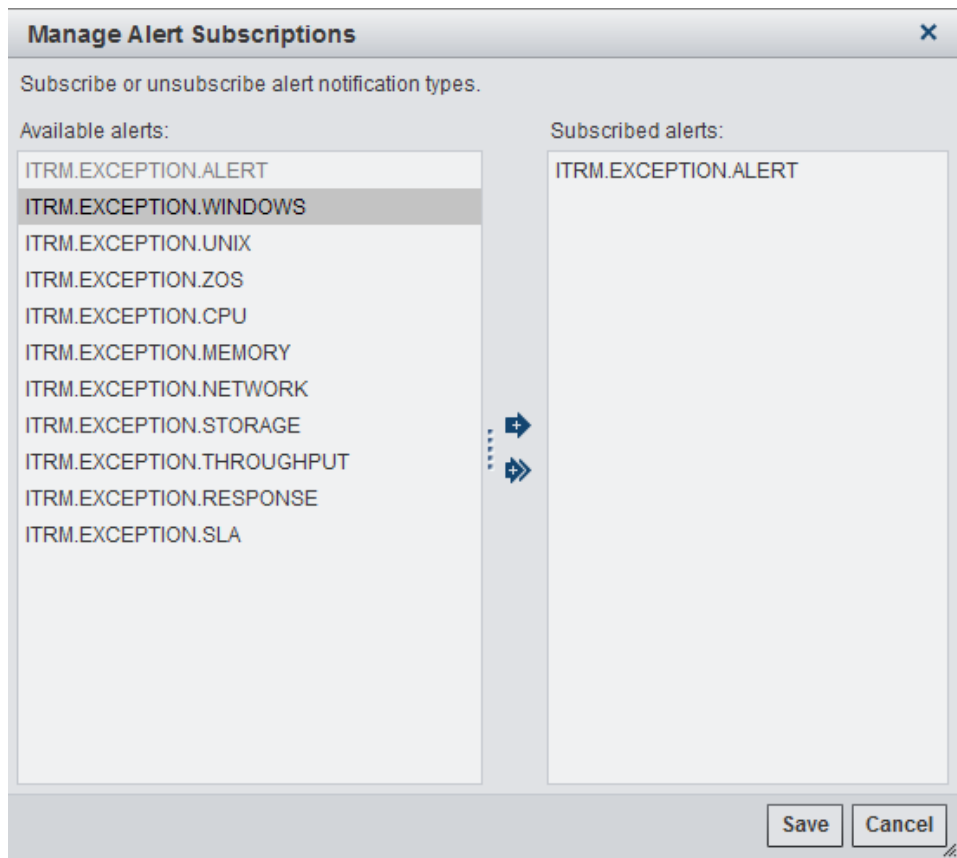 Manage Alert Subscriptions
Subscribe or unsubscribe alert notification types.
Available alerts:
ITRM.EXCEPTION.ALERT
ITRM.EXCEPTION.WINDOWS
ITRM.EXCEPTION.UNIX
ITRM.EXCEPTION.ZOS
ITRM.EXCEPTION.CPU
ITRM.EXCEPTION.MEMORY
ITRM.EXCEPTION.NETWORK
ITRM.EXCEPTION.STORAGE
ITRM.EXCEPTION.THROUGHPUT
ITRM.EXCEPTION.RESPONSE
ITRM.EXCEPTION.SLA
Subscribed alerts:
ITRM.EXCEPTION.ALERT
Save Cancel